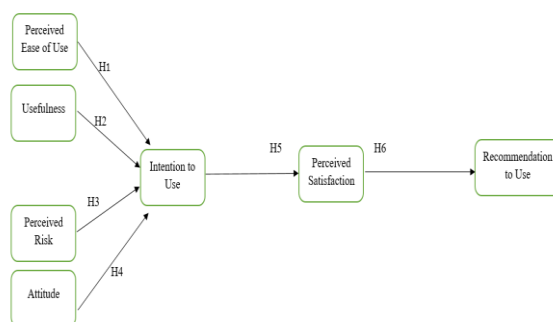 Perceived
Ease of Use
H1
Usefulness
H2
Intention to
Use
H5
Perceived
Satisfaction
H6
Recommendation
to Use
Perceived
Risk
H3
Attitude
H4